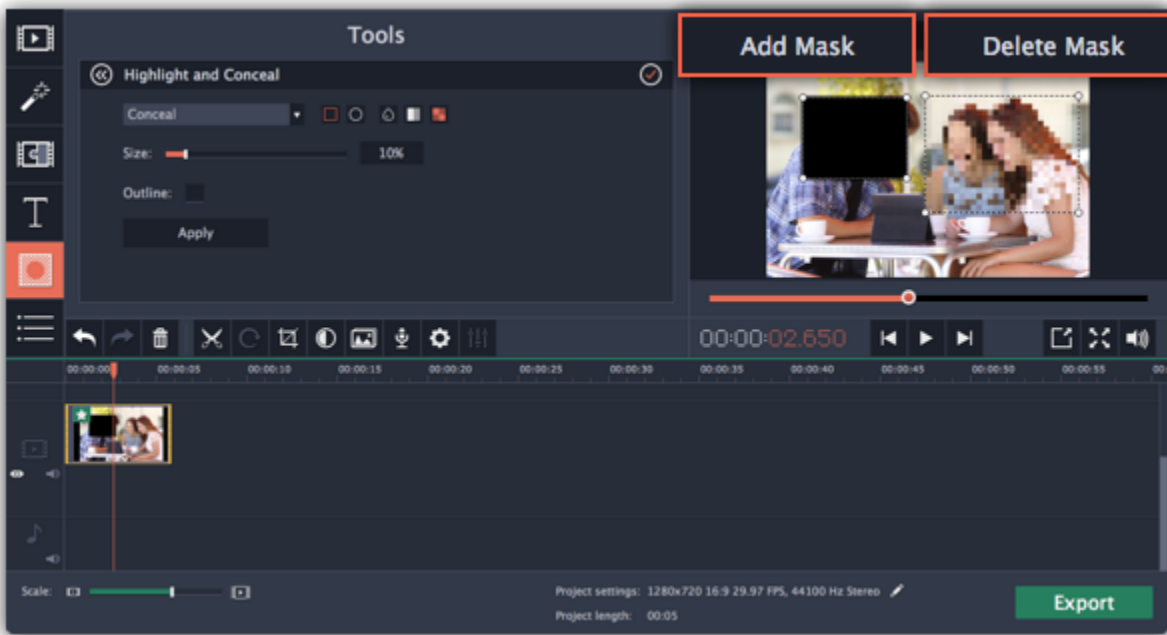 Tools
Add Mask
Delete Mask
Highlight and Conceal
Conceal
Size:
10%
Outline:
Apply
T
00:00:02.650
00:00:00
00:00:05
00:00:10
00:00:15
00:00:20
00:00:25
00:00:30
00:00:35
00:00:40
00:00:45
00:00:50
00:00:55
00:
Scale:
Project settings: 1280x720 16:9 29.97 FPS, 44100 Hz Stereo
Project length: 00:05
Export